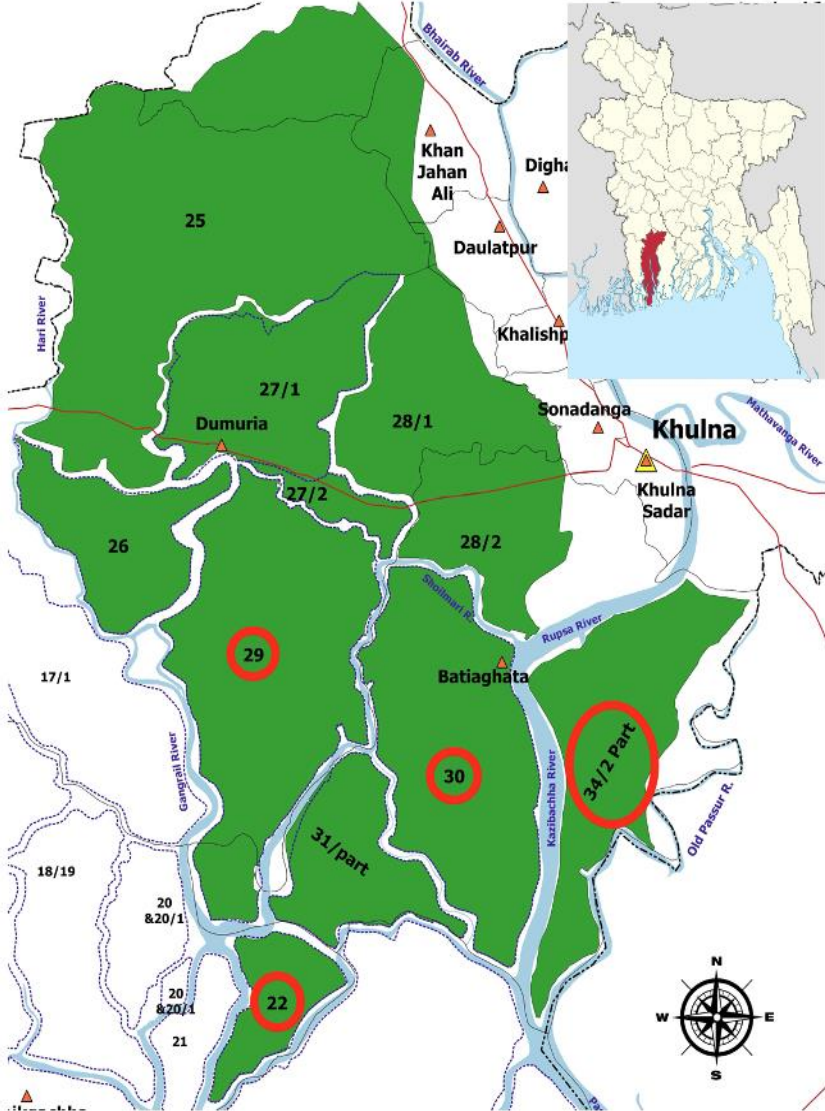 Bhairab River
Khan
Jahan
Ali
Digha
Daulatpur
25
Hari River
Khalishp
27/1
Dumuria
28/1
Sonadanga
Khulna
Mathavanga River
Khulna
Sadar
27/2
26
28/2
Shoilmari R.
Rupsa River
29
Batiaghata
17/1
Gangrail River
30
Kazibachha River
34/2 Part
Old Passur R.
31/part
18/19
20
&20/1
N
W
E
S
20
&20/1
22
21